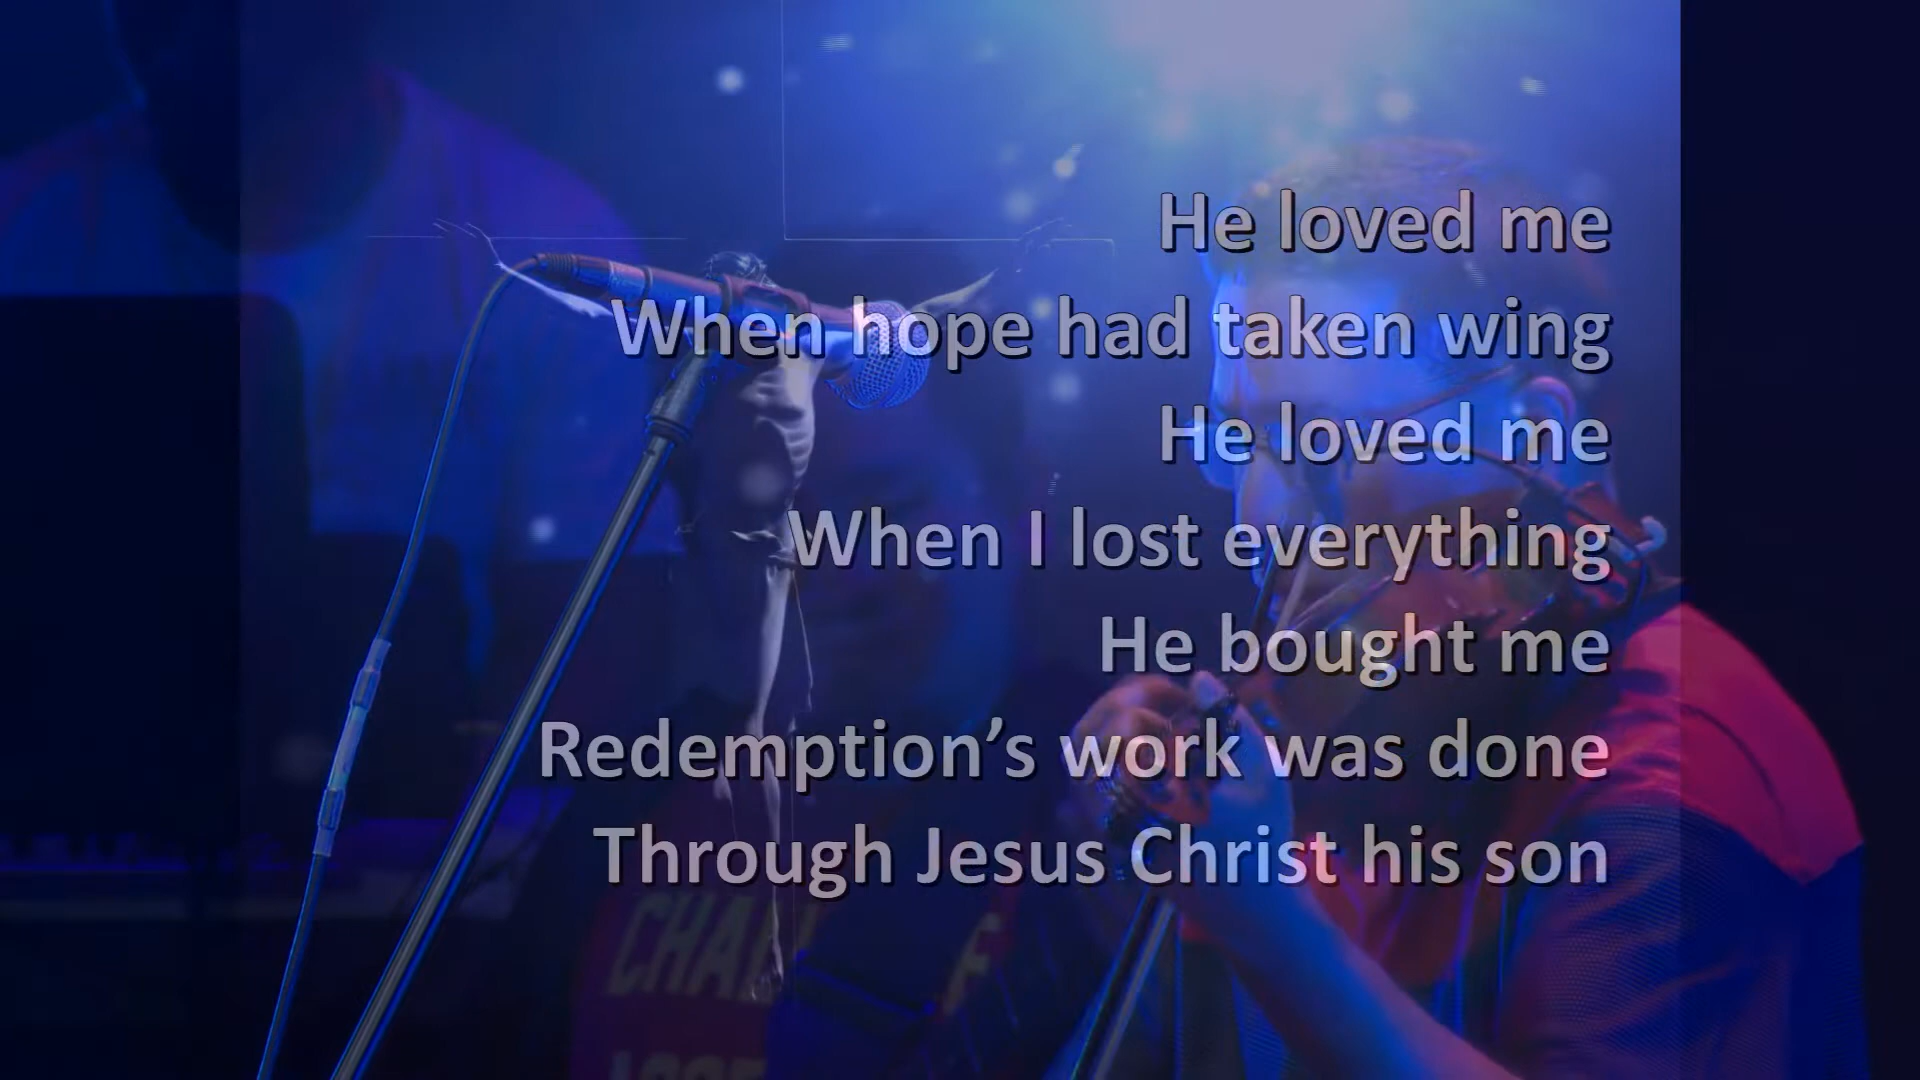 He loved me
When hope had taken wing
He loved me
When I lost everything
He bought me
Redemption’s work was done
Through Jesus Christ his son